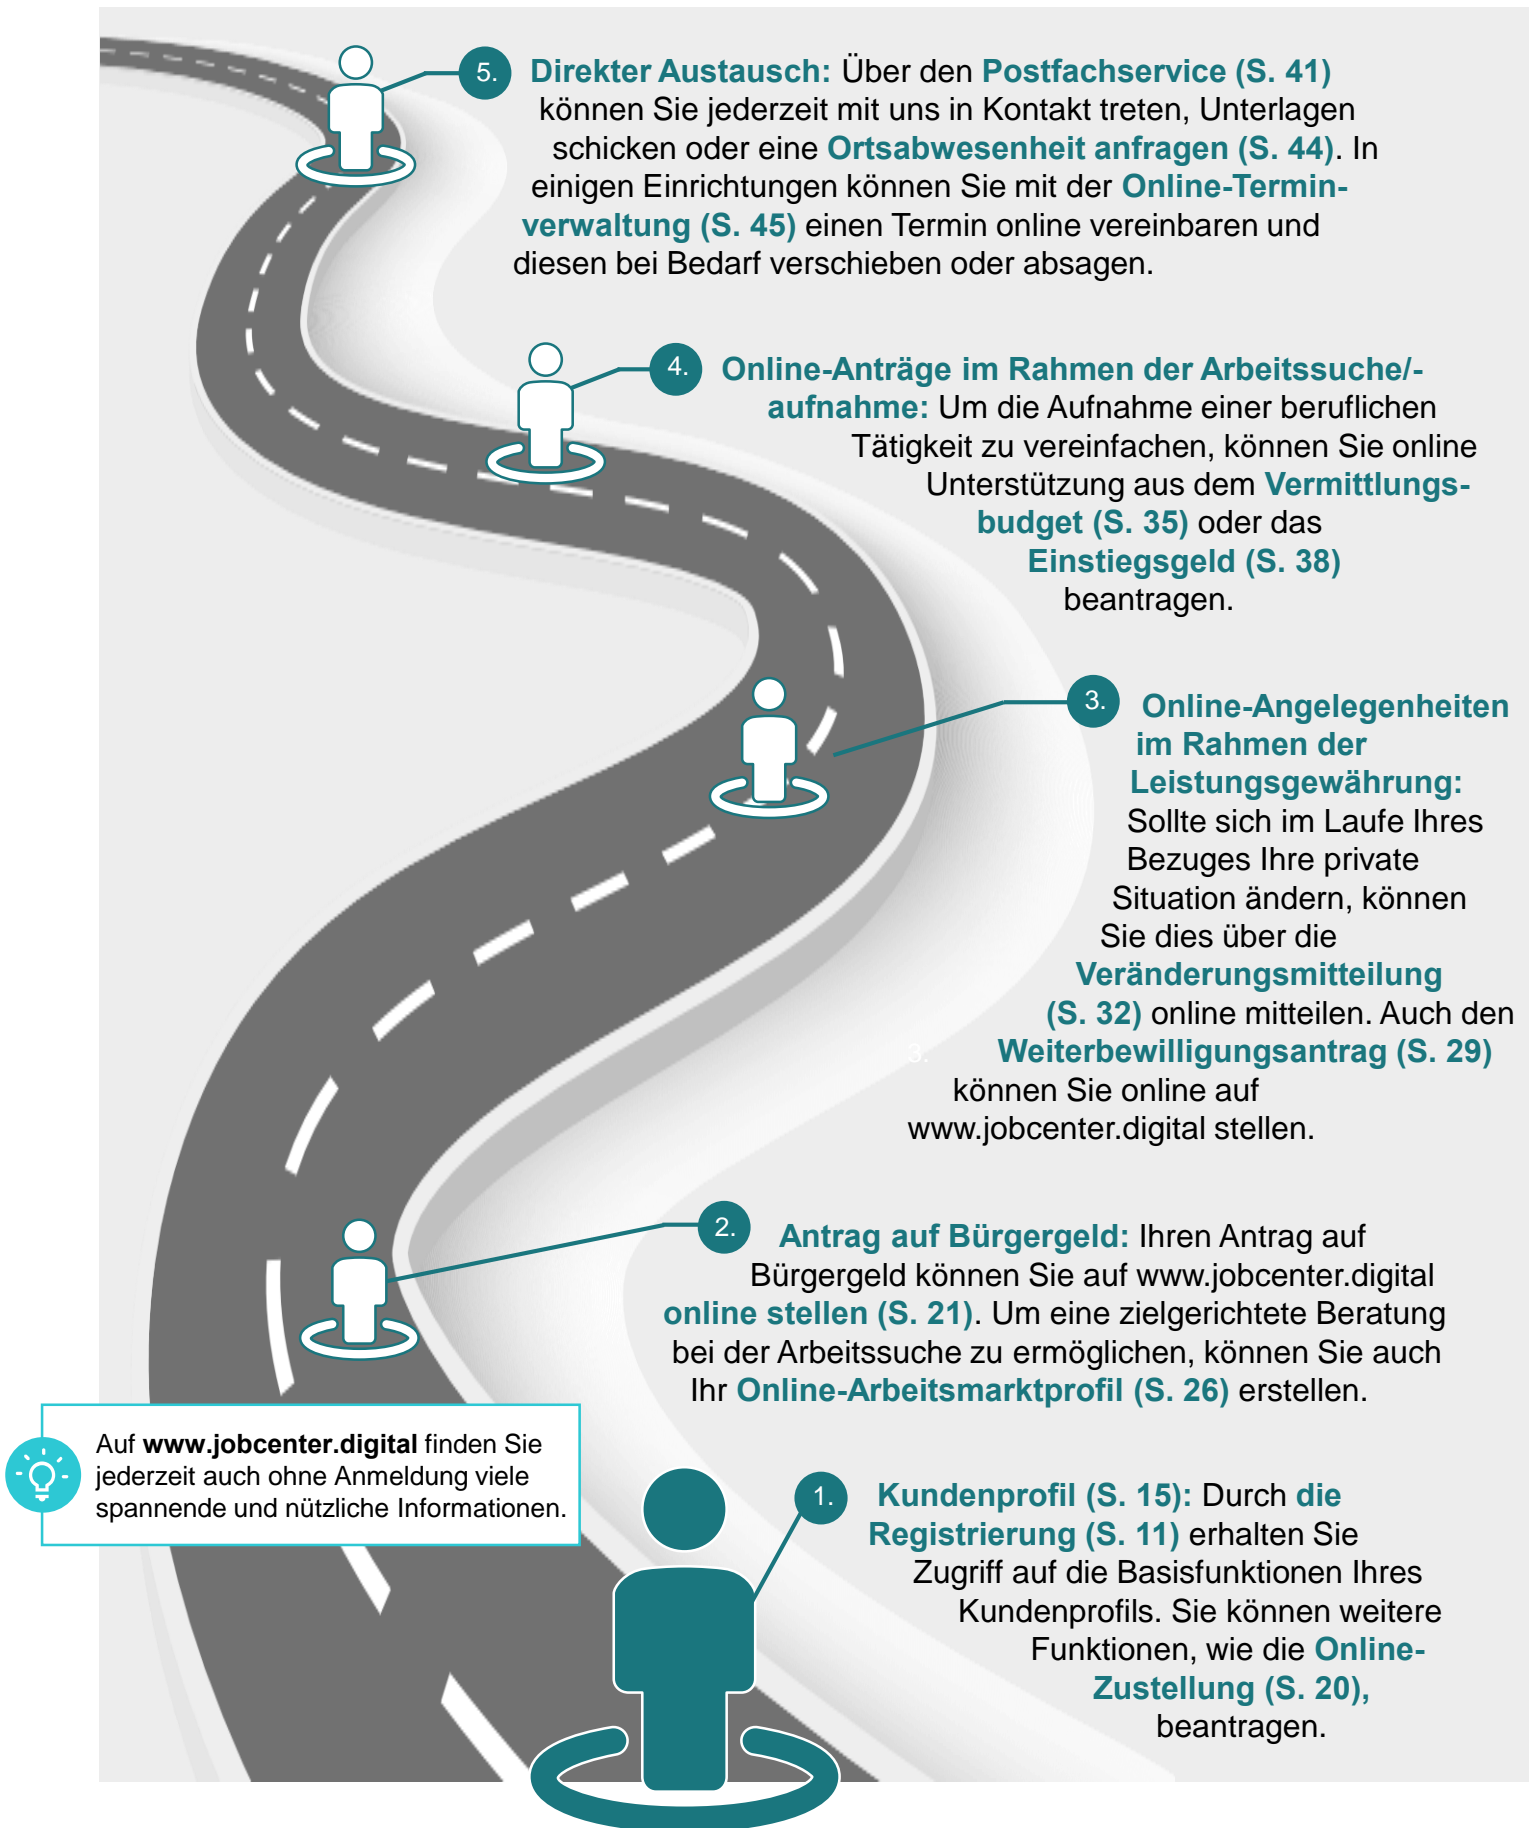 5. Direkter Austausch: Über den Postfachservice (S. 41)
können Sie jederzeit mit uns in Kontakt treten, Unterlagen
schicken oder eine Ortsabwesenheit anfragen (S. 44). In
einigen Einrichtungen können Sie mit der Online-Termin-
verwaltung (S. 45) einen Termin online vereinbaren und
diesen bei Bedarf verschieben oder absagen.
4. Online-Anträge im Rahmen der Arbeitssuche/-
aufnahme: Um die Aufnahme einer beruflichen
Tätigkeit zu vereinfachen, können Sie online
Unterstützung aus dem Vermittlungs-
budget (S. 35) oder das
Einstiegsgeld (S. 38)
beantragen.
3. Online-Angelegenheiten
im Rahmen der
Leistungsgewährung:
Sollte sich im Laufe Ihres
Bezuges Ihre private
Situation ändern, können
Sie dies über die
Veränderungsmitteilung
(S. 32) online mitteilen. Auch den
3. Weiterbewilligungsantrag (S. 29)
können Sie online auf
www.jobcenter.digital stellen.
2. Antrag auf Bürgergeld: Ihren Antrag auf
Bürgergeld können Sie auf www.jobcenter.digital
online stellen (S. 21). Um eine zielgerichtete Beratung
bei der Arbeitssuche zu ermöglichen, können Sie auch
Ihr Online-Arbeitsmarktprofil (S. 26) erstellen.
Auf www.jobcenter.digital finden Sie
jederzeit auch ohne Anmeldung viele
spannende und nützliche Informationen.
1. Kundenprofil (S. 15): Durch die
Registrierung (S. 11) erhalten Sie
Zugriff auf die Basisfunktionen Ihres
Kundenprofils. Sie können weitere
Funktionen, wie die Online-
Zustellung (S. 20),
beantragen.